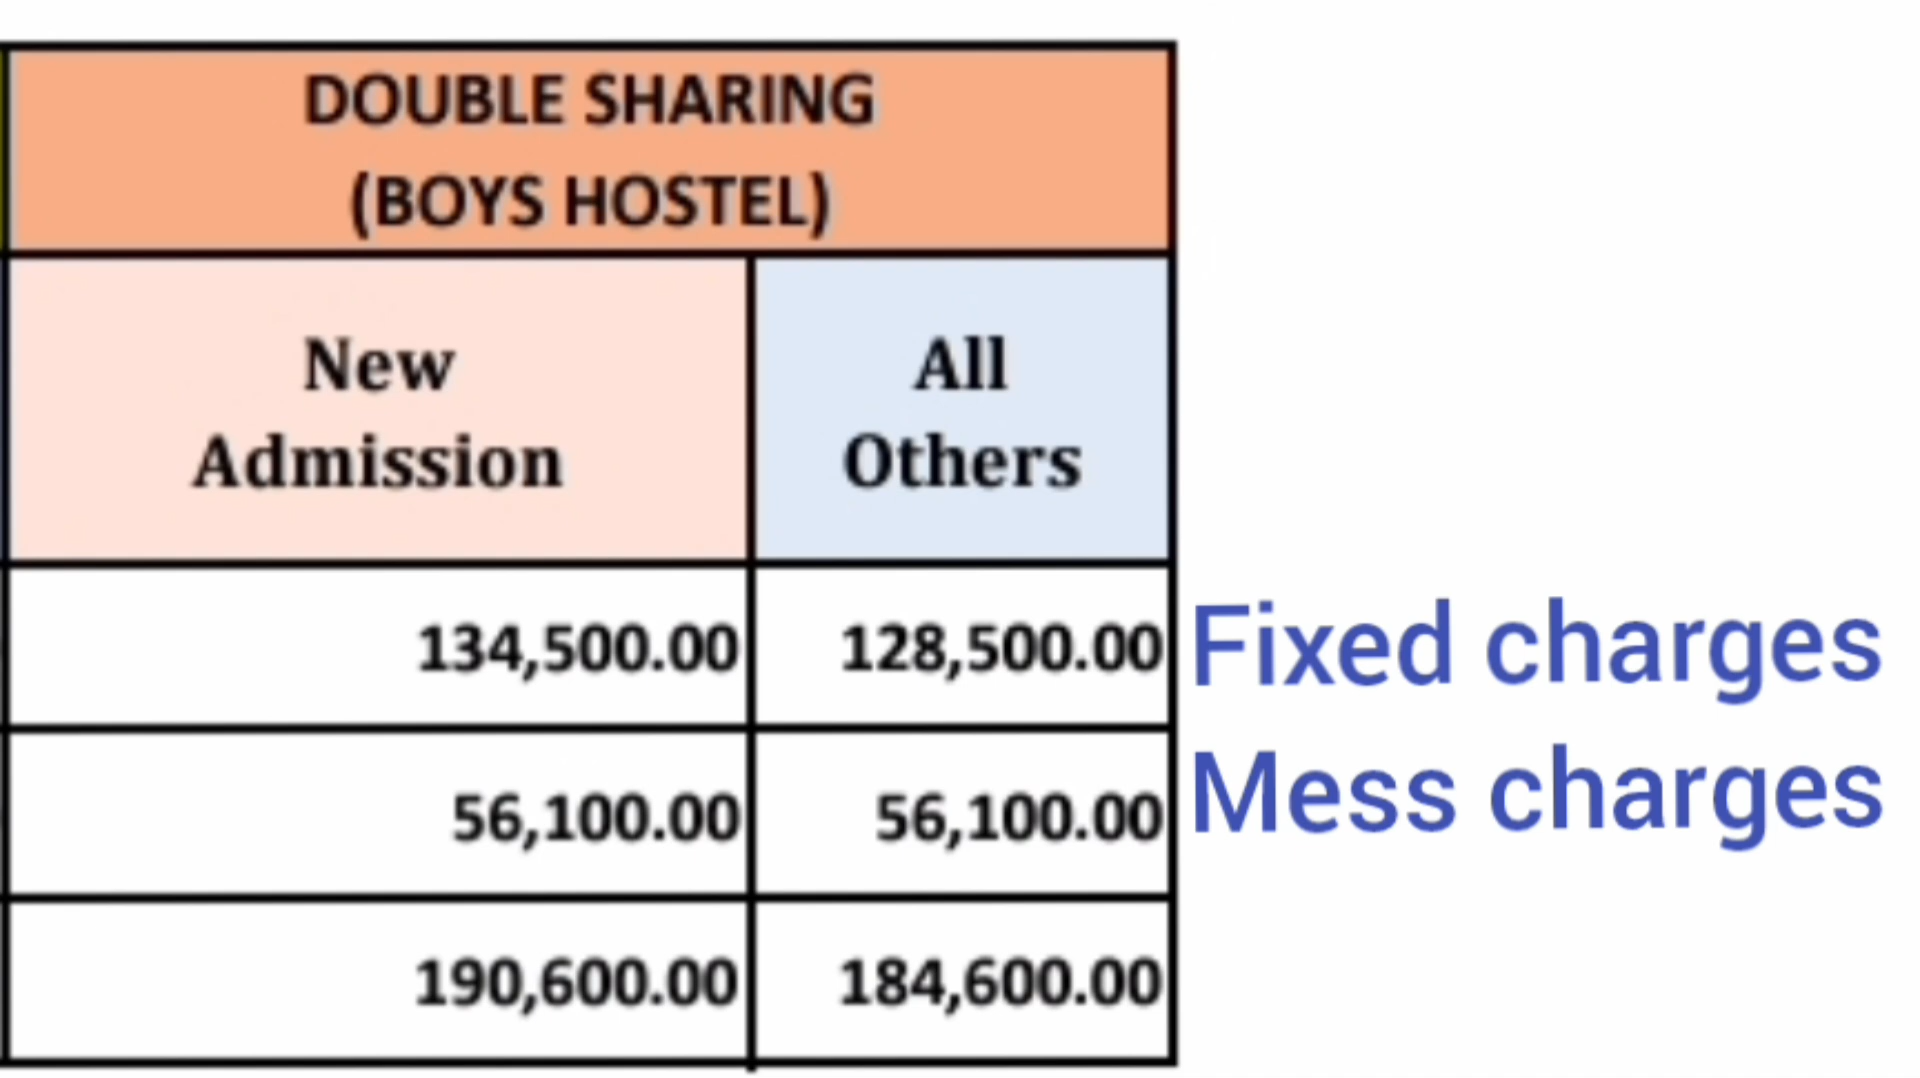 DOUBLE SHARING
(BOYS HOSTEL)
New
Admission
All
Others
134,500.00 128,500.00 Fixed charges
56,100.00 56,100.00 Mess charges
190,600.00 184,600.00